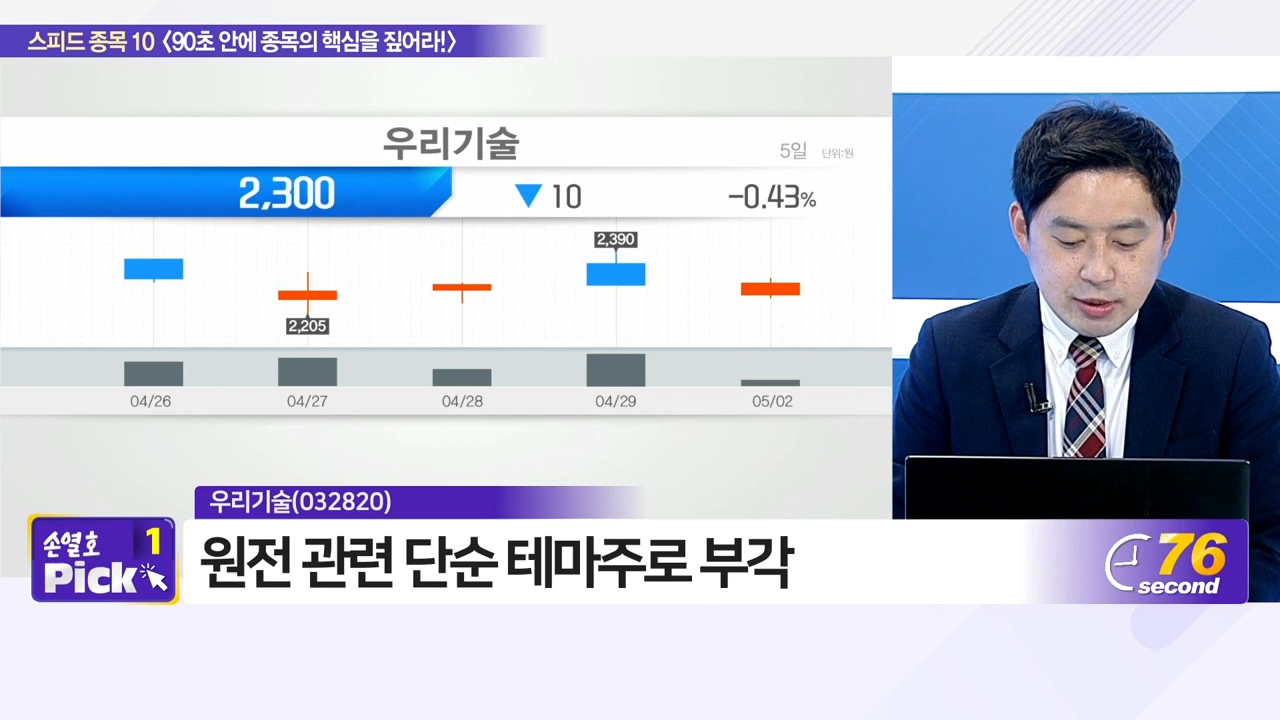 스피드 종목 10 <90초 안에 종목의 핵심을 짚어라!>
우리기술
5일 단위:원
2,300 ▼10 -0.43%
2,390
2,205
04/26 04/27 04/28 04/29 05/02
우리기술(032820)
손열호 1
Pick
원전 관련 단순 테마주로 부각
76
second